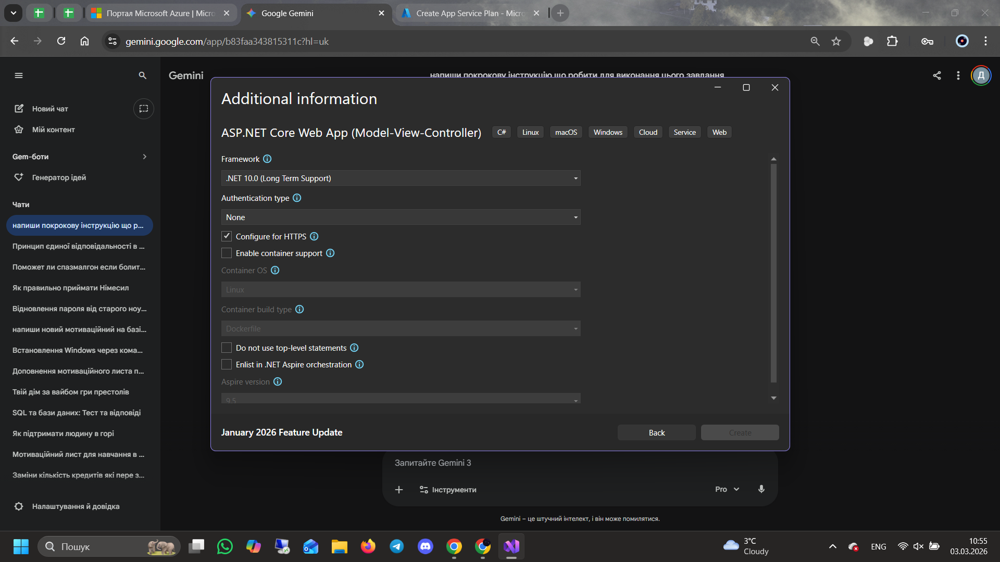 Портал Microsoft Azure | Micro
Google Gemini
Create App Service Plan - Micro
gemini.google.com/app/b83faa343815311c?hl=uk
Gemini
напиши покрокову інструкцію що робити для виконання цього завдання
Д
Новий чат
Мій контент
Gem-боти
Генератор ідей
Чати
напиши покрокову інструкцію що р...
Принцип єдиної відповідальності в ...
Поможет ли спазмалгон если болит...
Як правильно приймати Німесил
Відновлення пароля від старого ноу...
напиши новий мотиваційний на базі...
Встановлення Windows через кома...
Доповнення мотиваційного листа п...
Твій дім за вайбом гри престолів
SQL та бази даних: Тест та відповіді
Як підтримати людину в горі
Мотиваційний лист для навчання в ...
Заміни кількість кредитів які пере з...
Налаштування й довідка
Additional information
ASP.NET Core Web App (Model-View-Controller)
C# Linux macOS Windows Cloud Service Web
Framework
.NET 10.0 (Long Term Support)
Authentication type
None
Configure for HTTPS
Enable container support
Container OS
Linux
Container build type
Dockerfile
Do not use top-level statements
Enlist in .NET Aspire orchestration
Aspire version
9.5
January 2026 Feature Update
Back
Create
Запитайте Gemini 3
Інструменти
Pro
Gemini – це штучний інтелект, і він може помилятися.
Пошук
3°C
Cloudy
ENG
10:55
03.03.2026